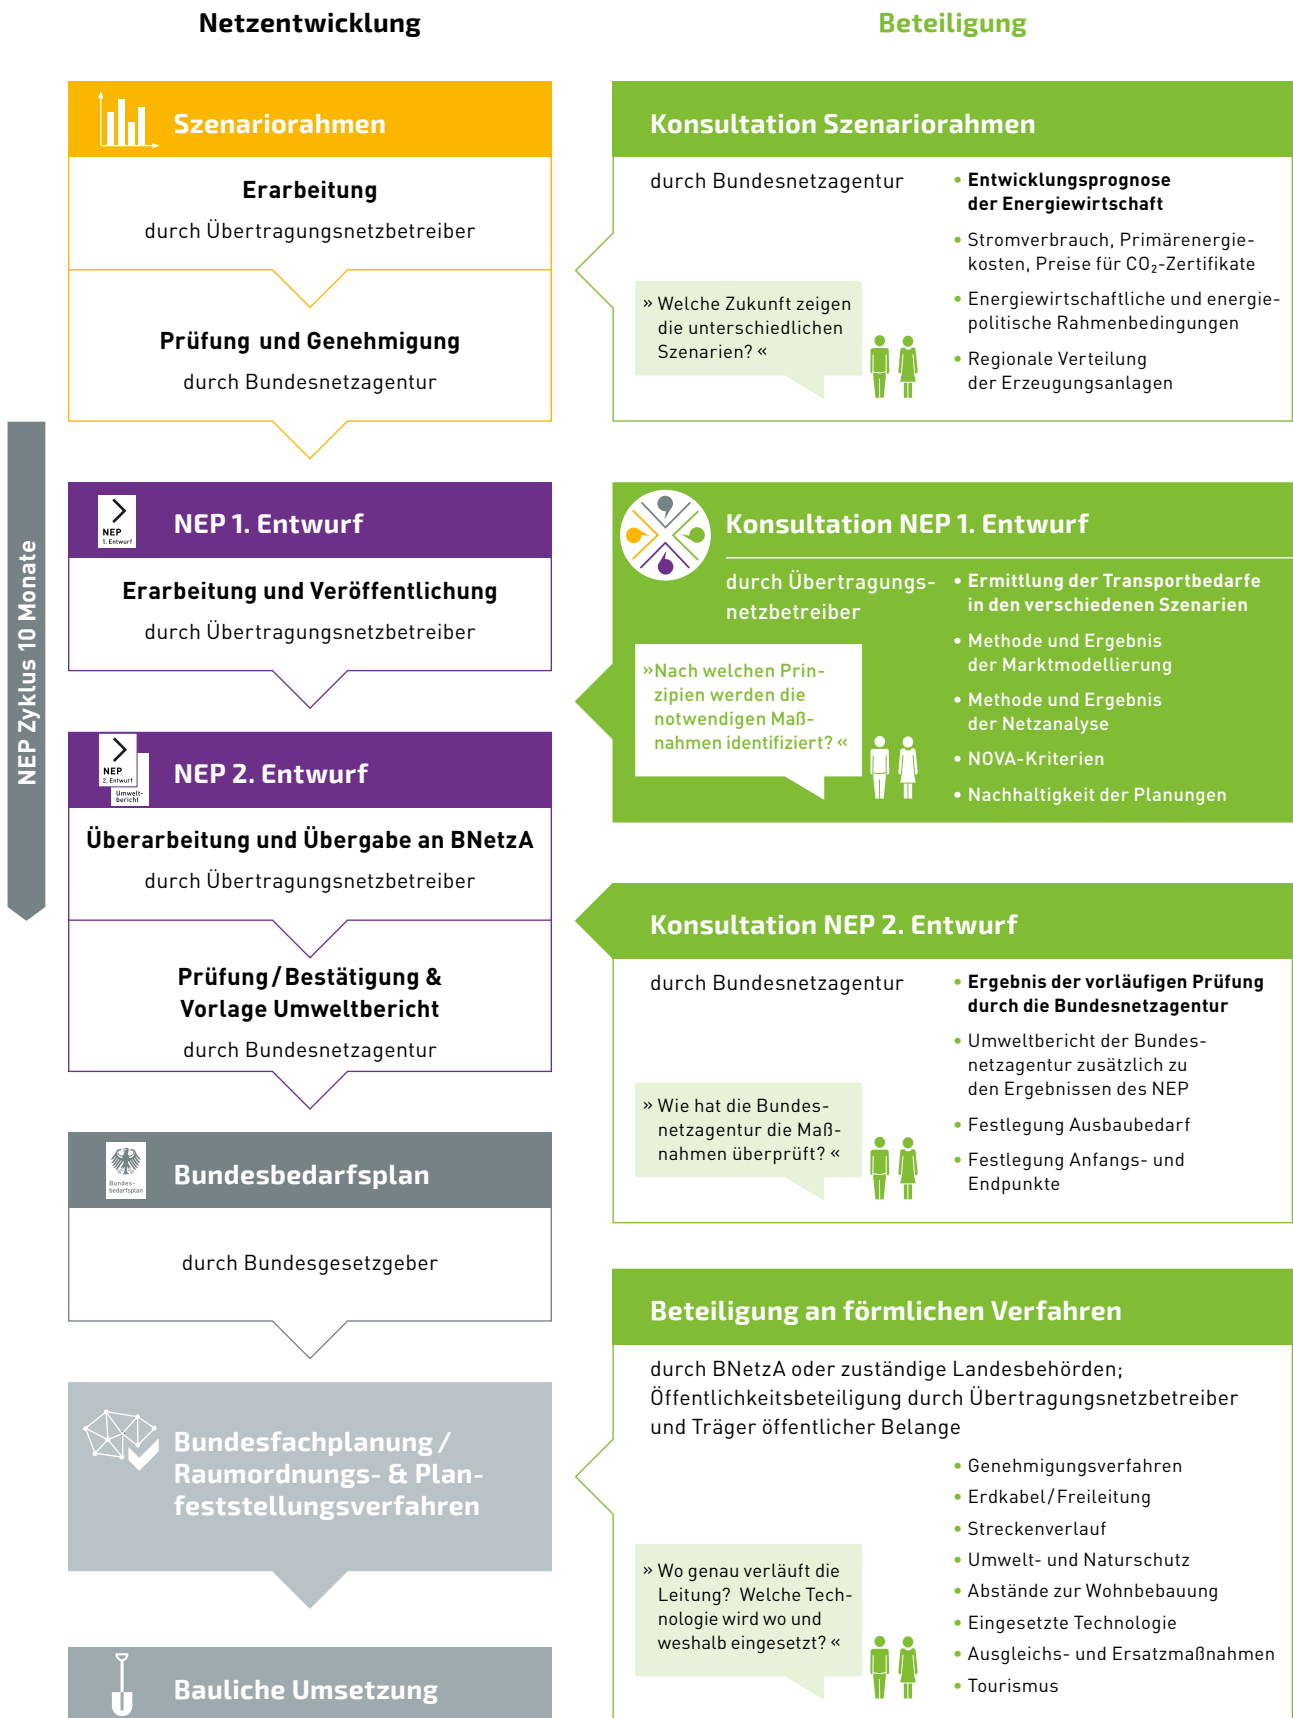 Netzentwicklung
Beteiligung
Szenariorahmen
Erarbeitung
durch Übertragungsnetzbetreiber
Prüfung und Genehmigung
durch Bundesnetzagentur
Konsultation Szenariorahmen
durch Bundesnetzagentur
» Welche Zukunft zeigen
die unterschiedlichen
Szenarien? «
• Entwicklungsprognose
der Energiewirtschaft
• Stromverbrauch, Primärenergie-
kosten, Preise für CO₂-Zertifikate
• Energiewirtschaftliche und energie-
politische Rahmenbedingungen
• Regionale Verteilung
der Erzeugungsanlagen
NEP Zyklus 10 Monate
NEP
1. Entwurf
NEP 1. Entwurf
Erarbeitung und Veröffentlichung
durch Übertragungsnetzbetreiber
Konsultation NEP 1. Entwurf
durch Übertragungs-
netzbetreiber
»Nach welchen Prin-
zipien werden die
notwendigen Maß-
nahmen identifiziert? «
• Ermittlung der Transportbedarfe
in den verschiedenen Szenarien
• Methode und Ergebnis
der Marktmodellierung
• Methode und Ergebnis
der Netzanalyse
• NOVA-Kriterien
• Nachhaltigkeit der Planungen
NEP
2. Entwurf
Umwelt-
bericht
NEP 2. Entwurf
Überarbeitung und Übergabe an BNetzA
durch Übertragungsnetzbetreiber
Prüfung/Bestätigung &
Vorlage Umweltbericht
durch Bundesnetzagentur
Konsultation NEP 2. Entwurf
durch Bundesnetzagentur
» Wie hat die Bundes-
netzagentur die Maß-
nahmen überprüft? «
• Ergebnis der vorläufigen Prüfung
durch die Bundesnetzagentur
• Umweltbericht der Bundes-
netzagentur zusätzlich zu
den Ergebnissen des NEP
• Festlegung Ausbaubedarf
• Festlegung Anfangs- und
Endpunkte
Bundes-
bedarfsplan
Bundesbedarfsplan
durch Bundesgesetzgeber
Bundesfachplanung/
Raumordnungs- & Plan-
feststellungsverfahren
Bauliche Umsetzung
Beteiligung an förmlichen Verfahren
durch BNetzA oder zuständige Landesbehörden;
Öffentlichkeitsbeteiligung durch Übertragungsnetzbetreiber
und Träger öffentlicher Belange
» Wo genau verläuft die
Leitung? Welche Tech-
nologie wird wo und
weshalb eingesetzt? «
• Genehmigungsverfahren
• Erdkabel/Freileitung
• Streckenverlauf
• Umwelt- und Naturschutz
• Abstände zur Wohnbebauung
• Eingesetzte Technologie
• Ausgleichs- und Ersatzmaßnahmen
• Tourismus